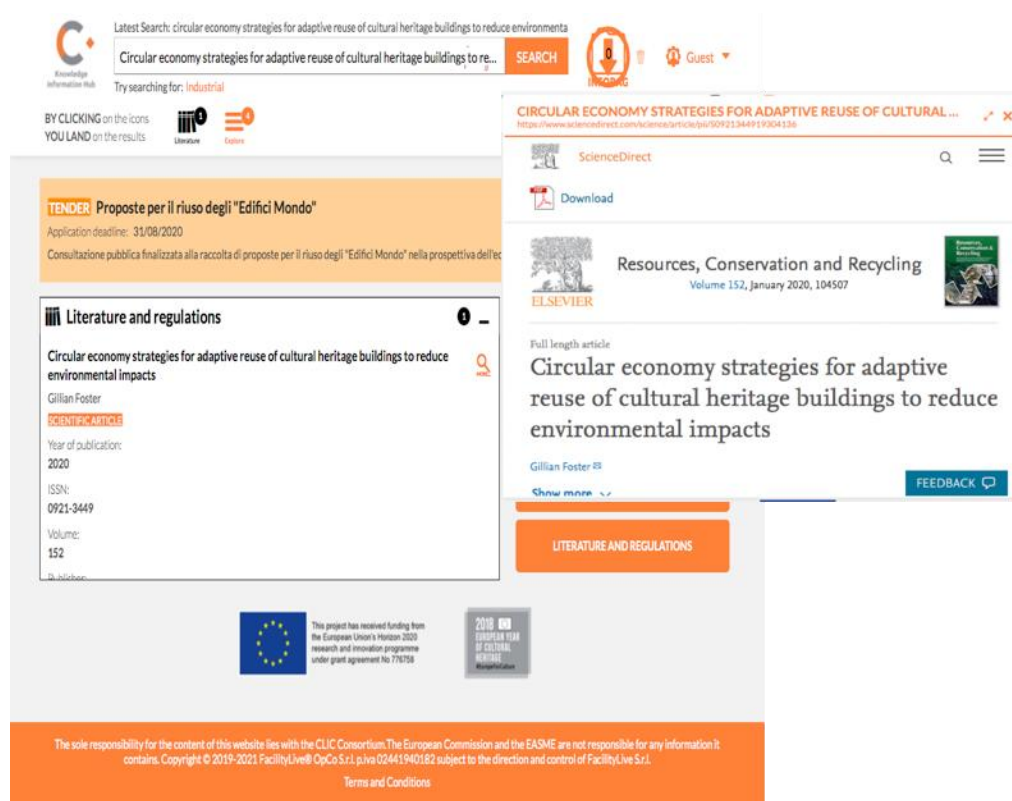 Latest Search: circular economy strategies for adaptive reuse of cultural heritage buildings to reduce environmenta
Circular economy strategies for adaptive reuse of cultural heritage buildings to re...
SEARCH
0
Guest
Knowledge
Information Hub
Try searching for: Industrial
BY CLICKING on the icons
YOU LAND on the results
1
Literature
4
Explore
TENDER Proposte per il riuso degli "Edifici Mondo"
Application deadline: 31/08/2020
Consultazione pubblica finalizzata alla raccolta di proposte per il riuso degli "Edifici Mondo" nella prospettiva dell'ec
Literature and regulations
1
Circular economy strategies for adaptive reuse of cultural heritage buildings to reduce
environmental impacts
Gillian Foster
SCIENTIFIC ARTICLE
Year of publication:
2020
ISSN:
0921-3449
Volume:
152
Publisher:
CIRCULAR ECONOMY STRATEGIES FOR ADAPTIVE REUSE OF CULTURAL ...
https://www.sciencedirect.com/science/article/pii/S0921344919304136
ScienceDirect
PDF
Download
ELSEVIER
Resources, Conservation and Recycling
Volume 152, January 2020, 104507
Full length article
Circular economy strategies for adaptive
reuse of cultural heritage buildings to reduce
environmental impacts
Gillian Foster
Show more
FEEDBACK
LITERATURE AND REGULATIONS
This project has received funding from
the European Union's Horizon 2020
research and innovation programme
under grant agreement No 776758
2018
EUROPEAN YEAR
OF CULTURAL
HERITAGE
#EuropeForCulture
The sole responsibility for the content of this website lies with the CLIC Consortium.The European Commission and the EASME are not responsible for any information it
contains. Copyright © 2019-2021 FacilityLive® OpCo S.r.l. p.iva 02441940182 subject to the direction and control of FacilityLive S.r.l.
Terms and Conditions